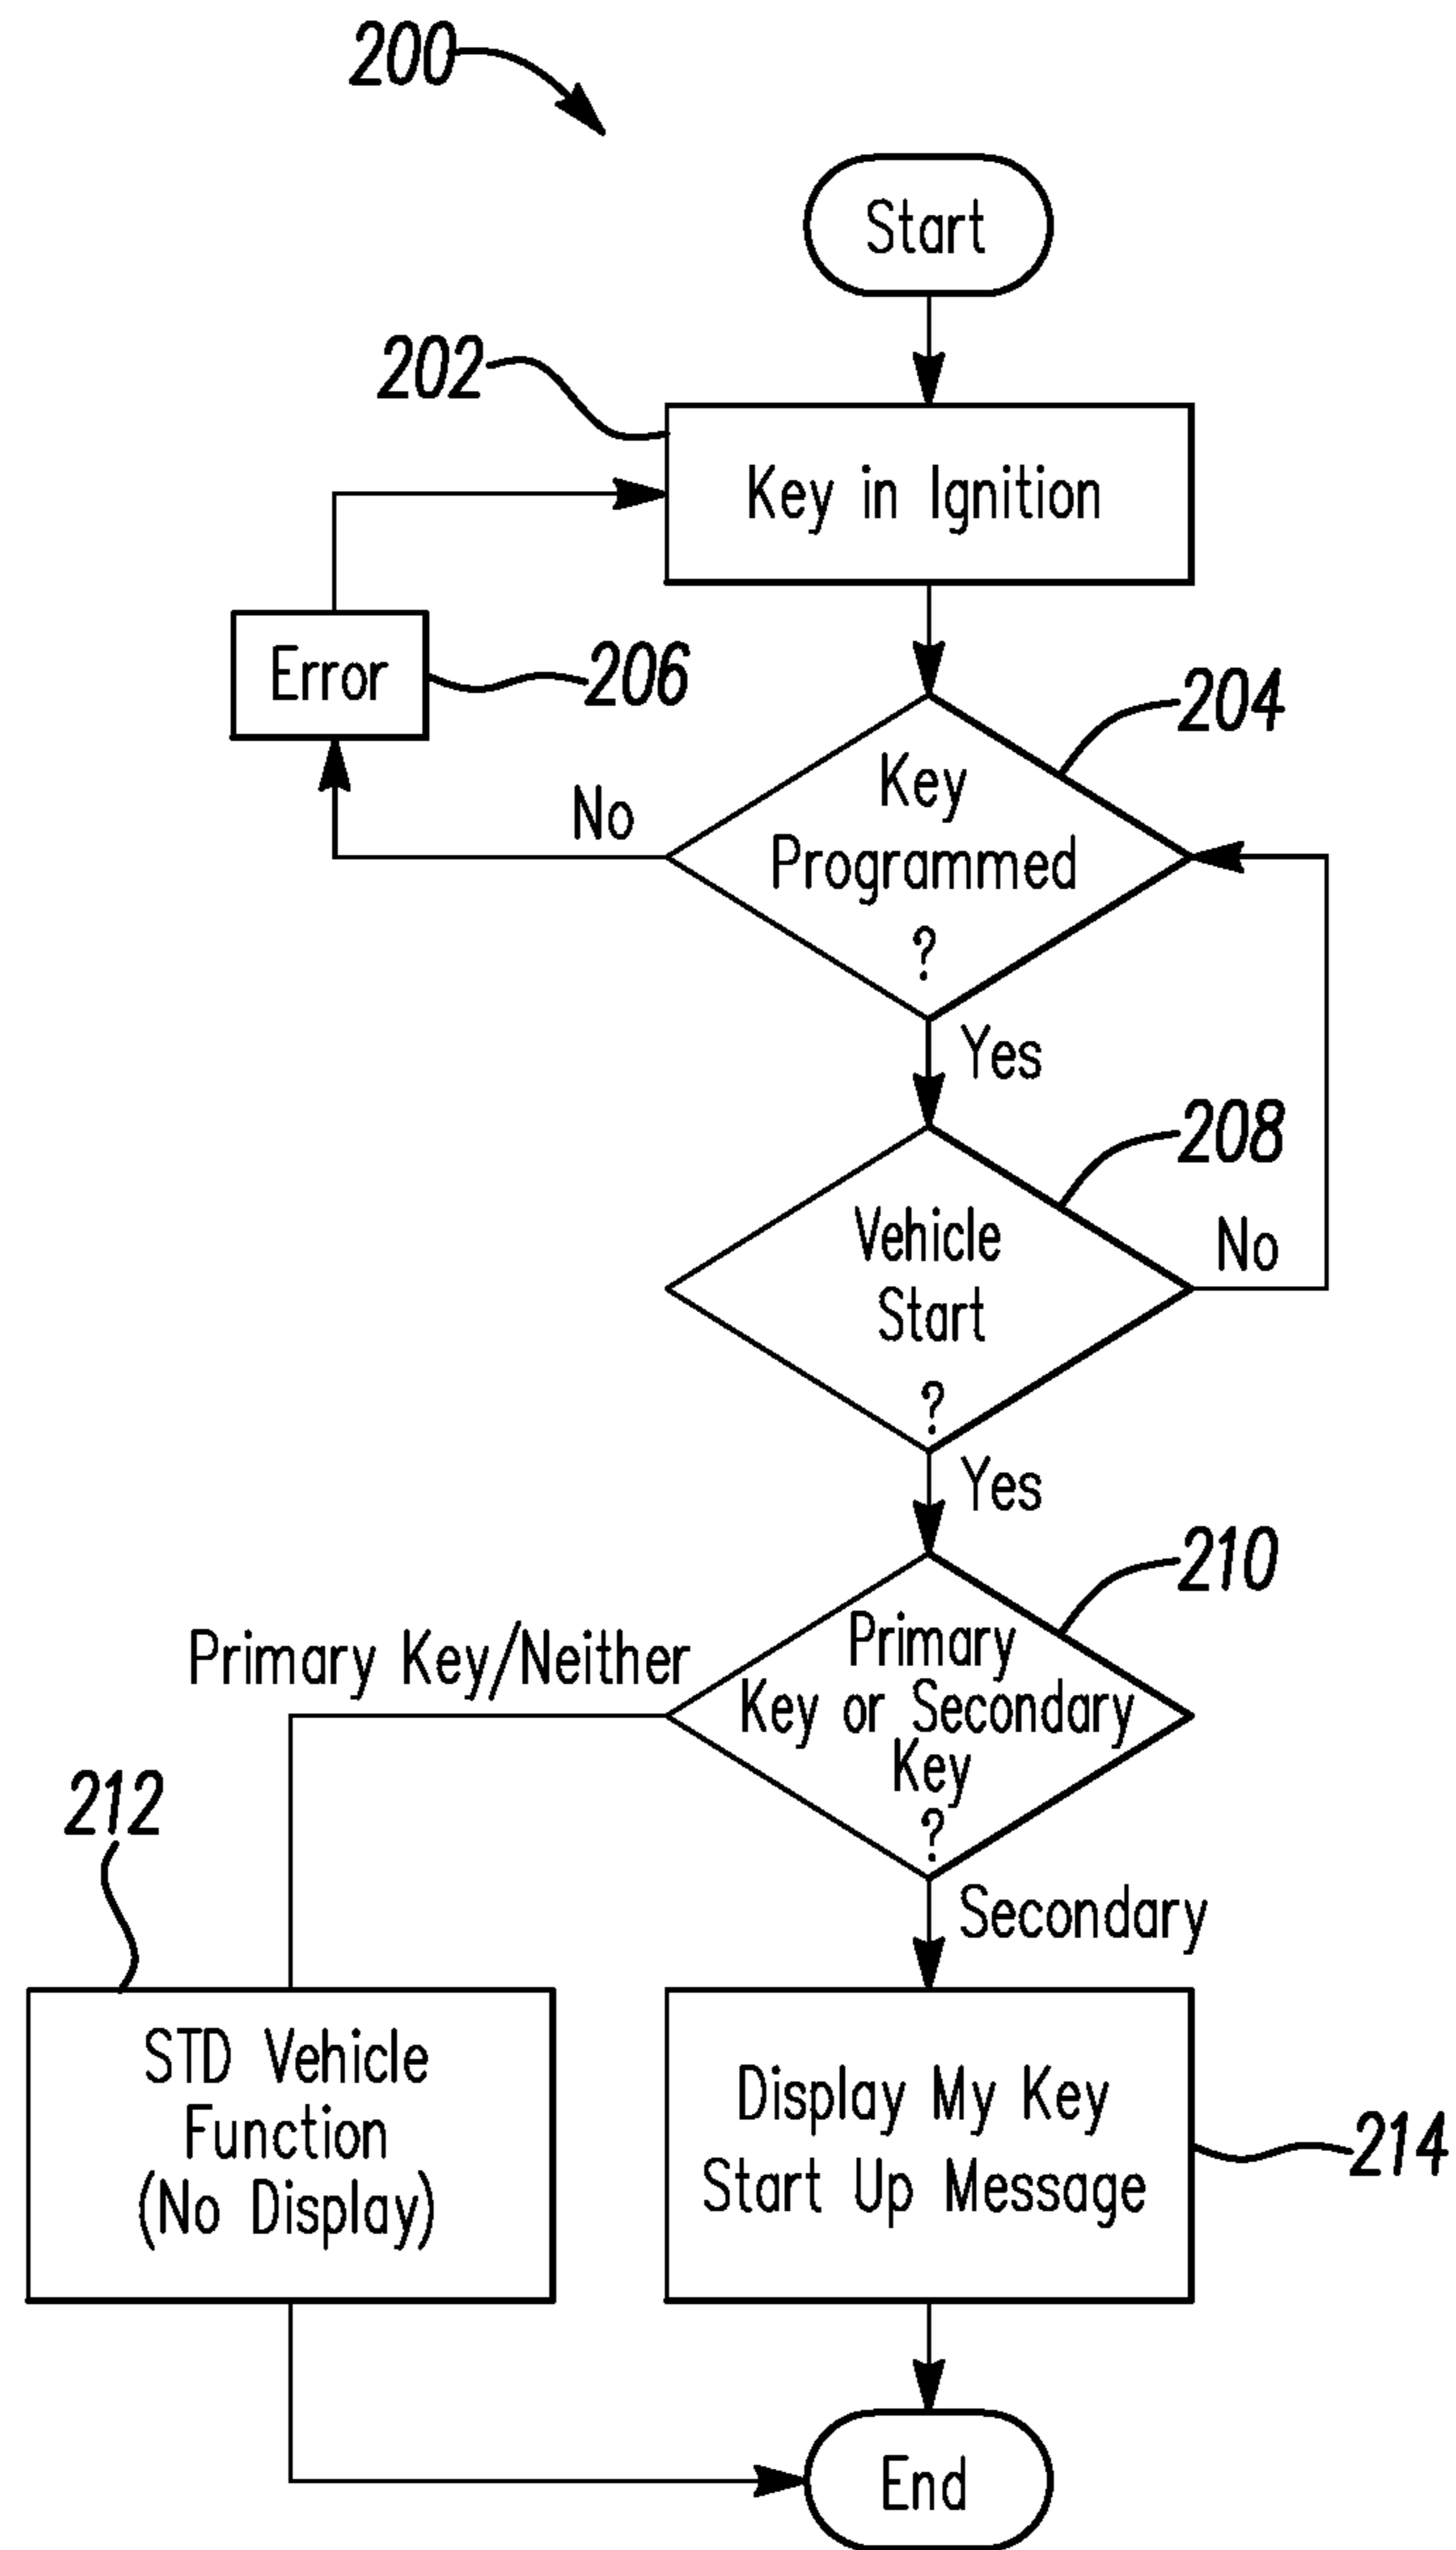 200
Start
202
Key in Ignition
Error
206
204
Key
Programmed
?
No
Yes
208
Vehicle
Start
?
No
Yes
210
Primary
Key or Secondary
Key
?
Primary Key/Neither
Secondary
212
STD Vehicle
Function
(No Display)
Display My Key
Start Up Message
214
End